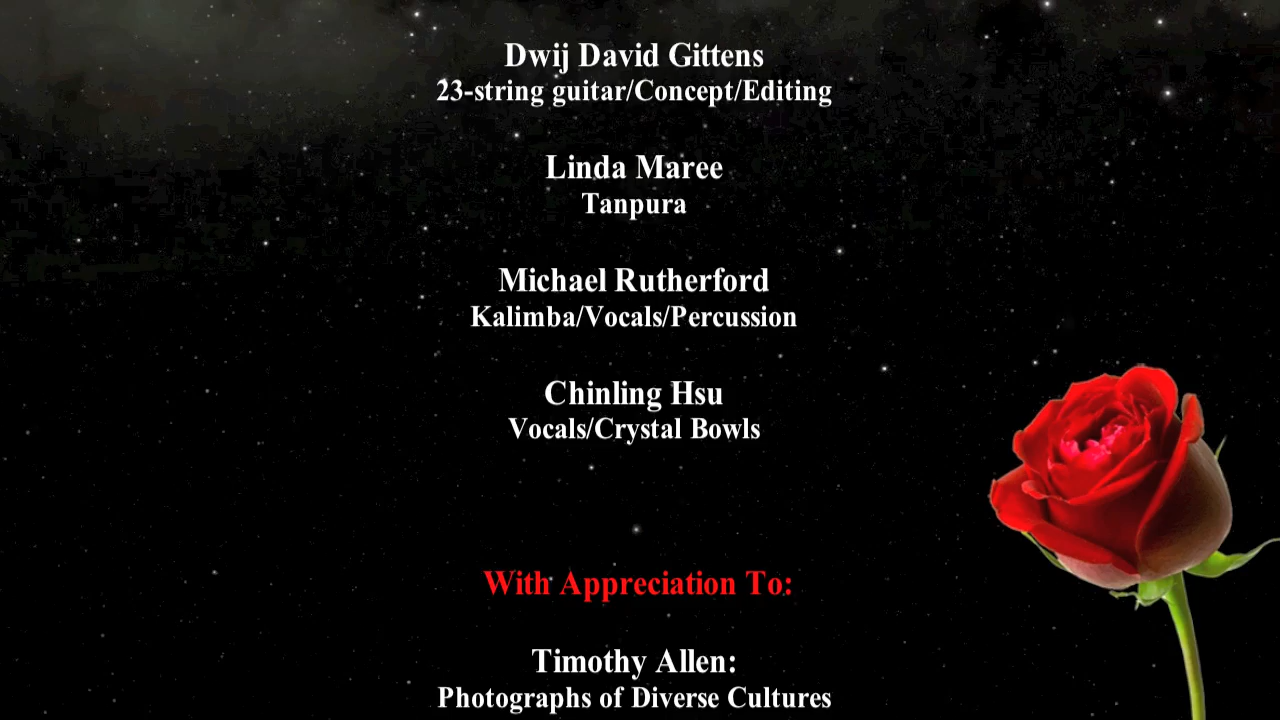 Dwij David Gittens
23-string guitar/Concept/Editing
Linda Maree
Tanpura
Michael Rutherford
Kalimba/Vocals/Percussion
Chinling Hsu
Vocals/Crystal Bowls
With Appreciation To:
Timothy Allen:
Photographs of Diverse Cultures